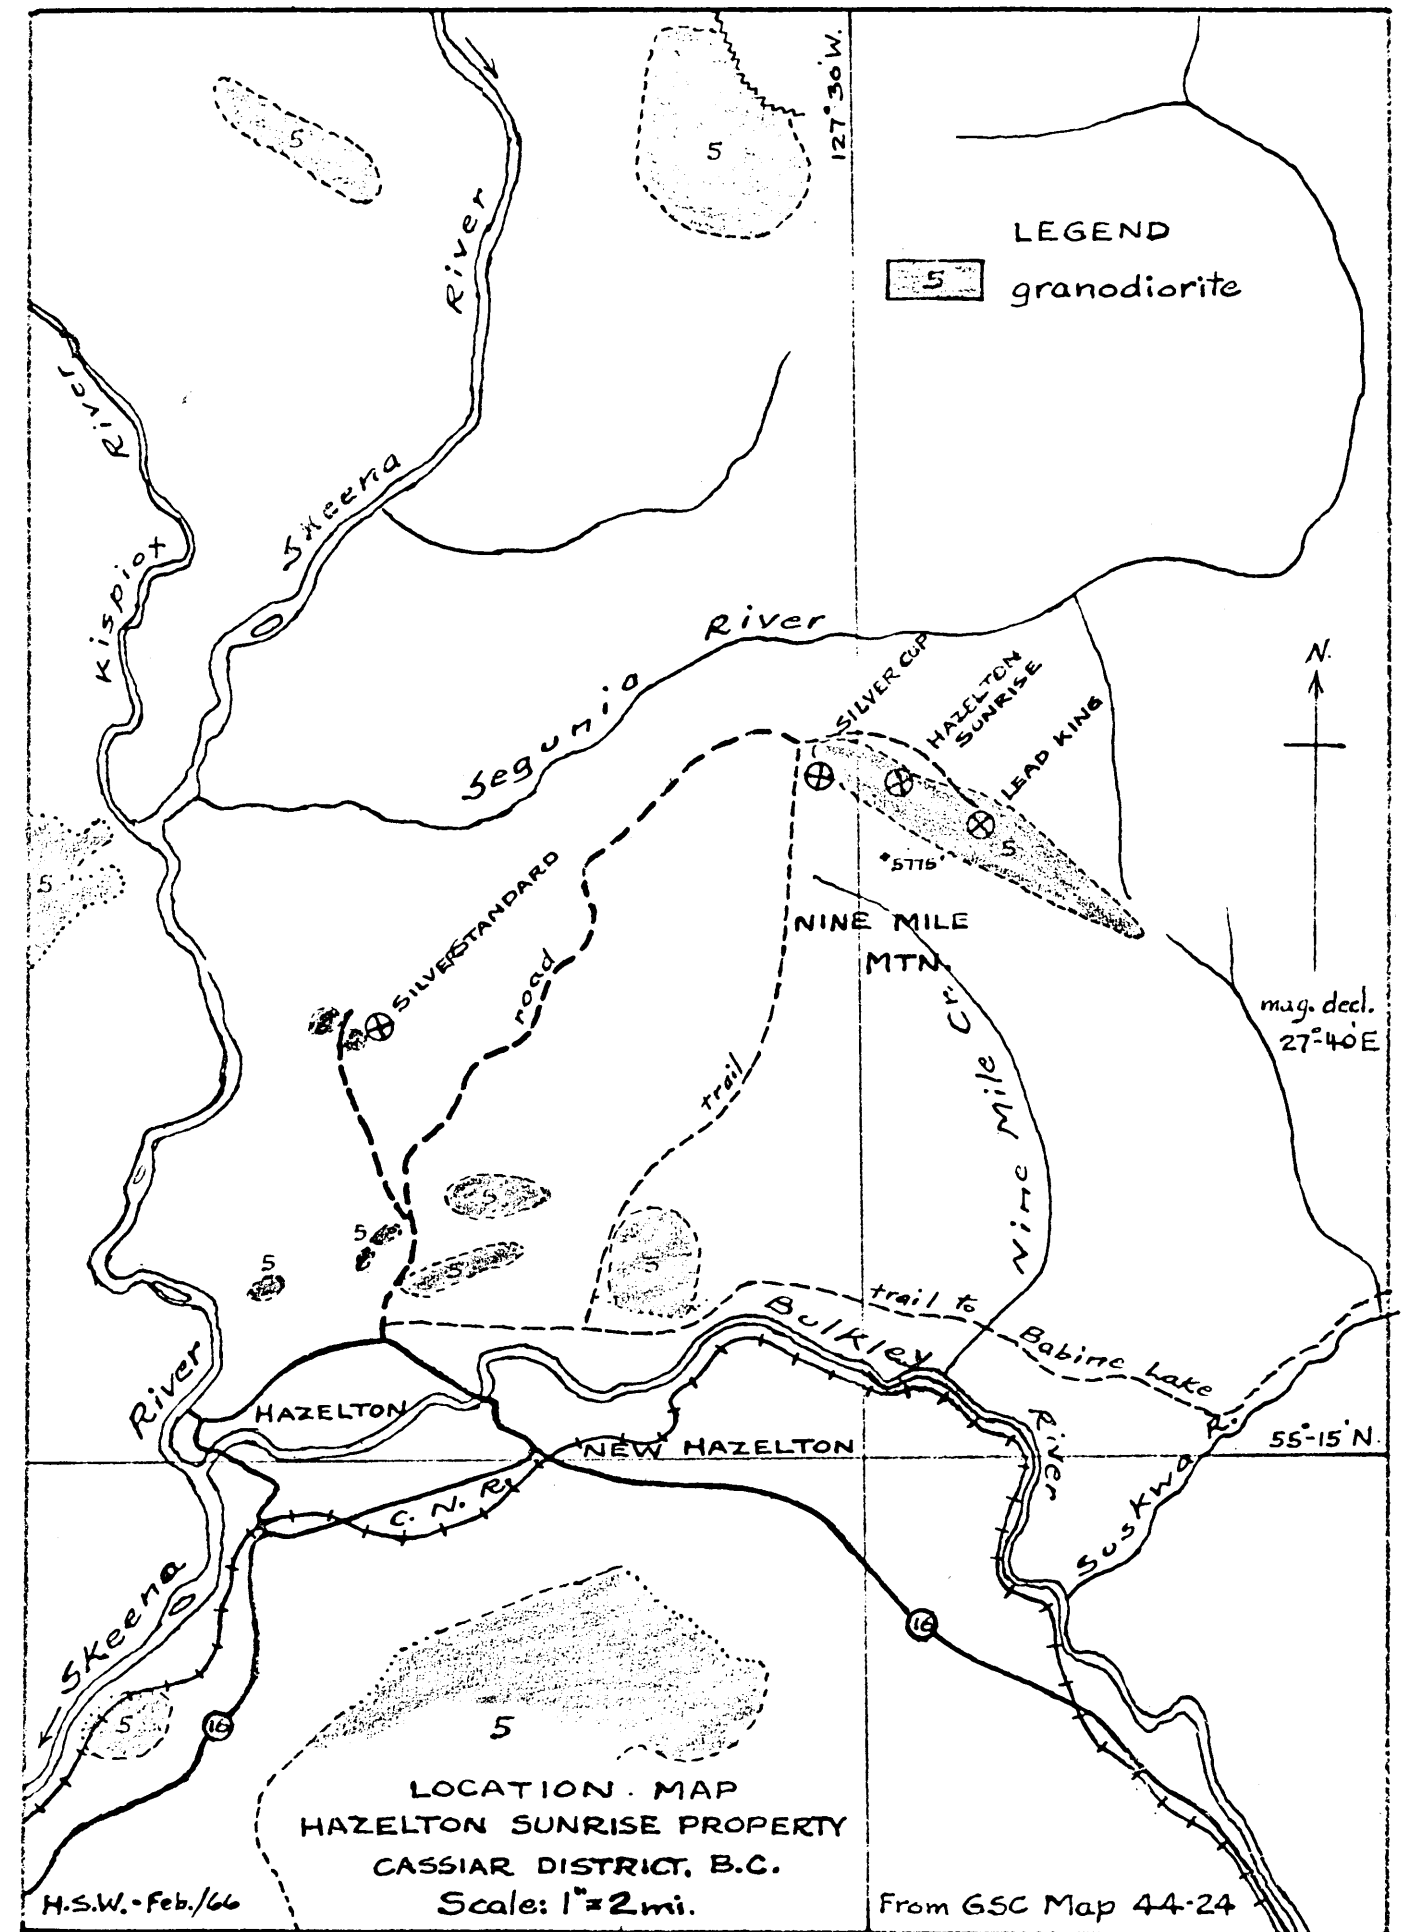 127°30'W.
5
5
River
LEGEND
5 granodiorite
River
Skeena
Kispiox
River
Segunia
SILVER CUP
HAZELTON
SUNRISE
LEAD KING
N.
5
5
"5775'
NINE MILE
MTN.
SILVER STANDARD
road
mag. decl.
27°-40'E
trail
Nine Mile Cr.
5
5
5
5
5
trail to
Babine Lake
Bulkley
River
River
HAZELTON
NEW HAZELTON
55°-15'N.
Suskwa R.
C. N. R.
Skeena
16
16
5
5
LOCATION. MAP
HAZELTON SUNRISE PROPERTY
CASSIAR DISTRICT, B.C.
Scale: 1"=2mi.
H.S.W.-Feb./66
From GSC Map 44-24